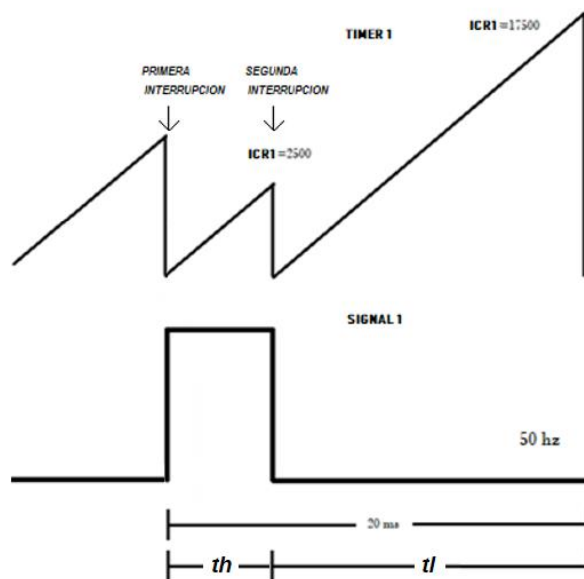 TIMER 1
ICR1=17500
PRIMERA
INTERRUPCION
SEGUNDA
INTERRUPCION
ICR1=2500
SIGNAL 1
50 hz
20 ms
th
tl